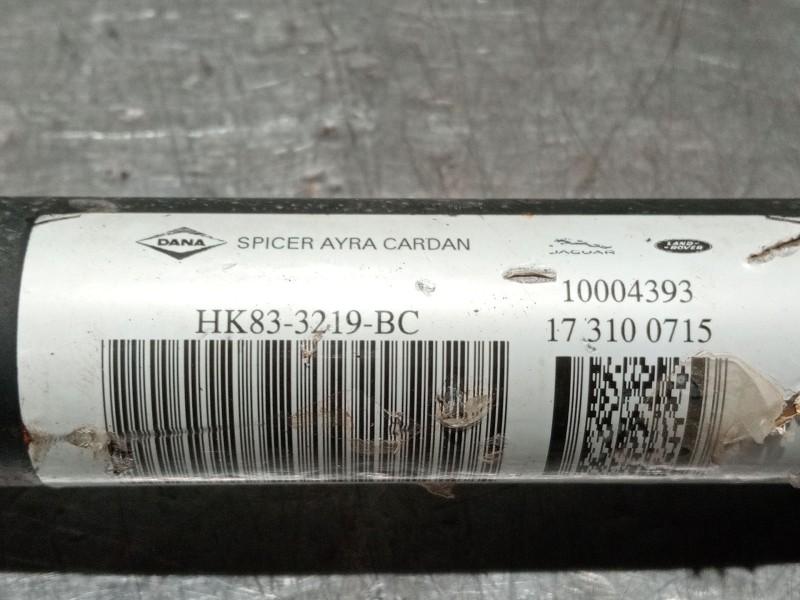 DANA SPICER AYRA CARDAN JAGUAR LAND ROVER
10004393
HK83-3219-BC 17 310 0715